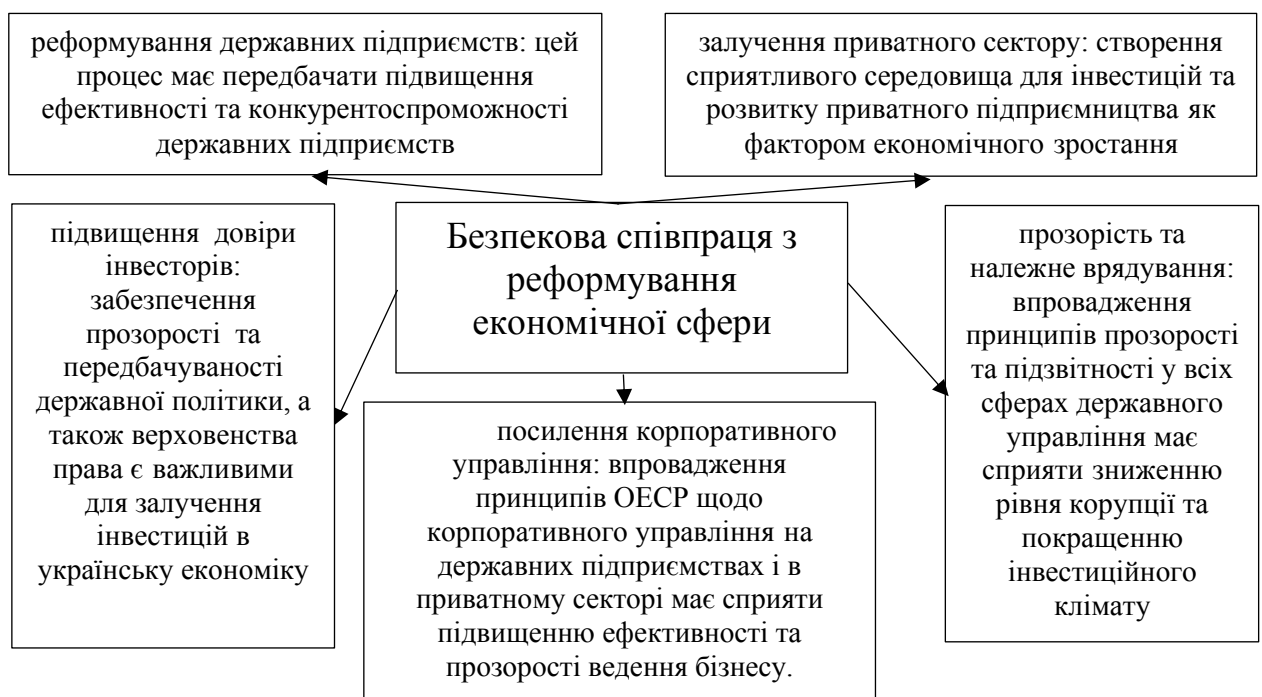 реформування державних підприємств: цей
процес має передбачати підвищення
ефективності та конкурентоспроможності
державних підприємств
залучення приватного сектору: створення
сприятливого середовища для інвестицій та
розвитку приватного підприємництва як
фактором економічного зростання
підвищення довіри
інвесторів:
забезпечення
прозорості та
передбачуваності
державної політики, а
також верховенства
права є важливими
для залучення
інвестицій в
українську економіку
Безпекова співпраця з
реформування
економічної сфери
прозорість та
належне врядування:
впровадження
принципів прозорості
та підзвітності у всіх
сферах державного
управління має
сприяти зниженню
рівня корупції та
покращенню
інвестиційного
клімату
посилення корпоративного
управління: впровадження
принципів ОЕСР щодо
корпоративного управління на
державних підприємствах і в
приватному секторі має сприяти
підвищенню ефективності та
прозорості ведення бізнесу.